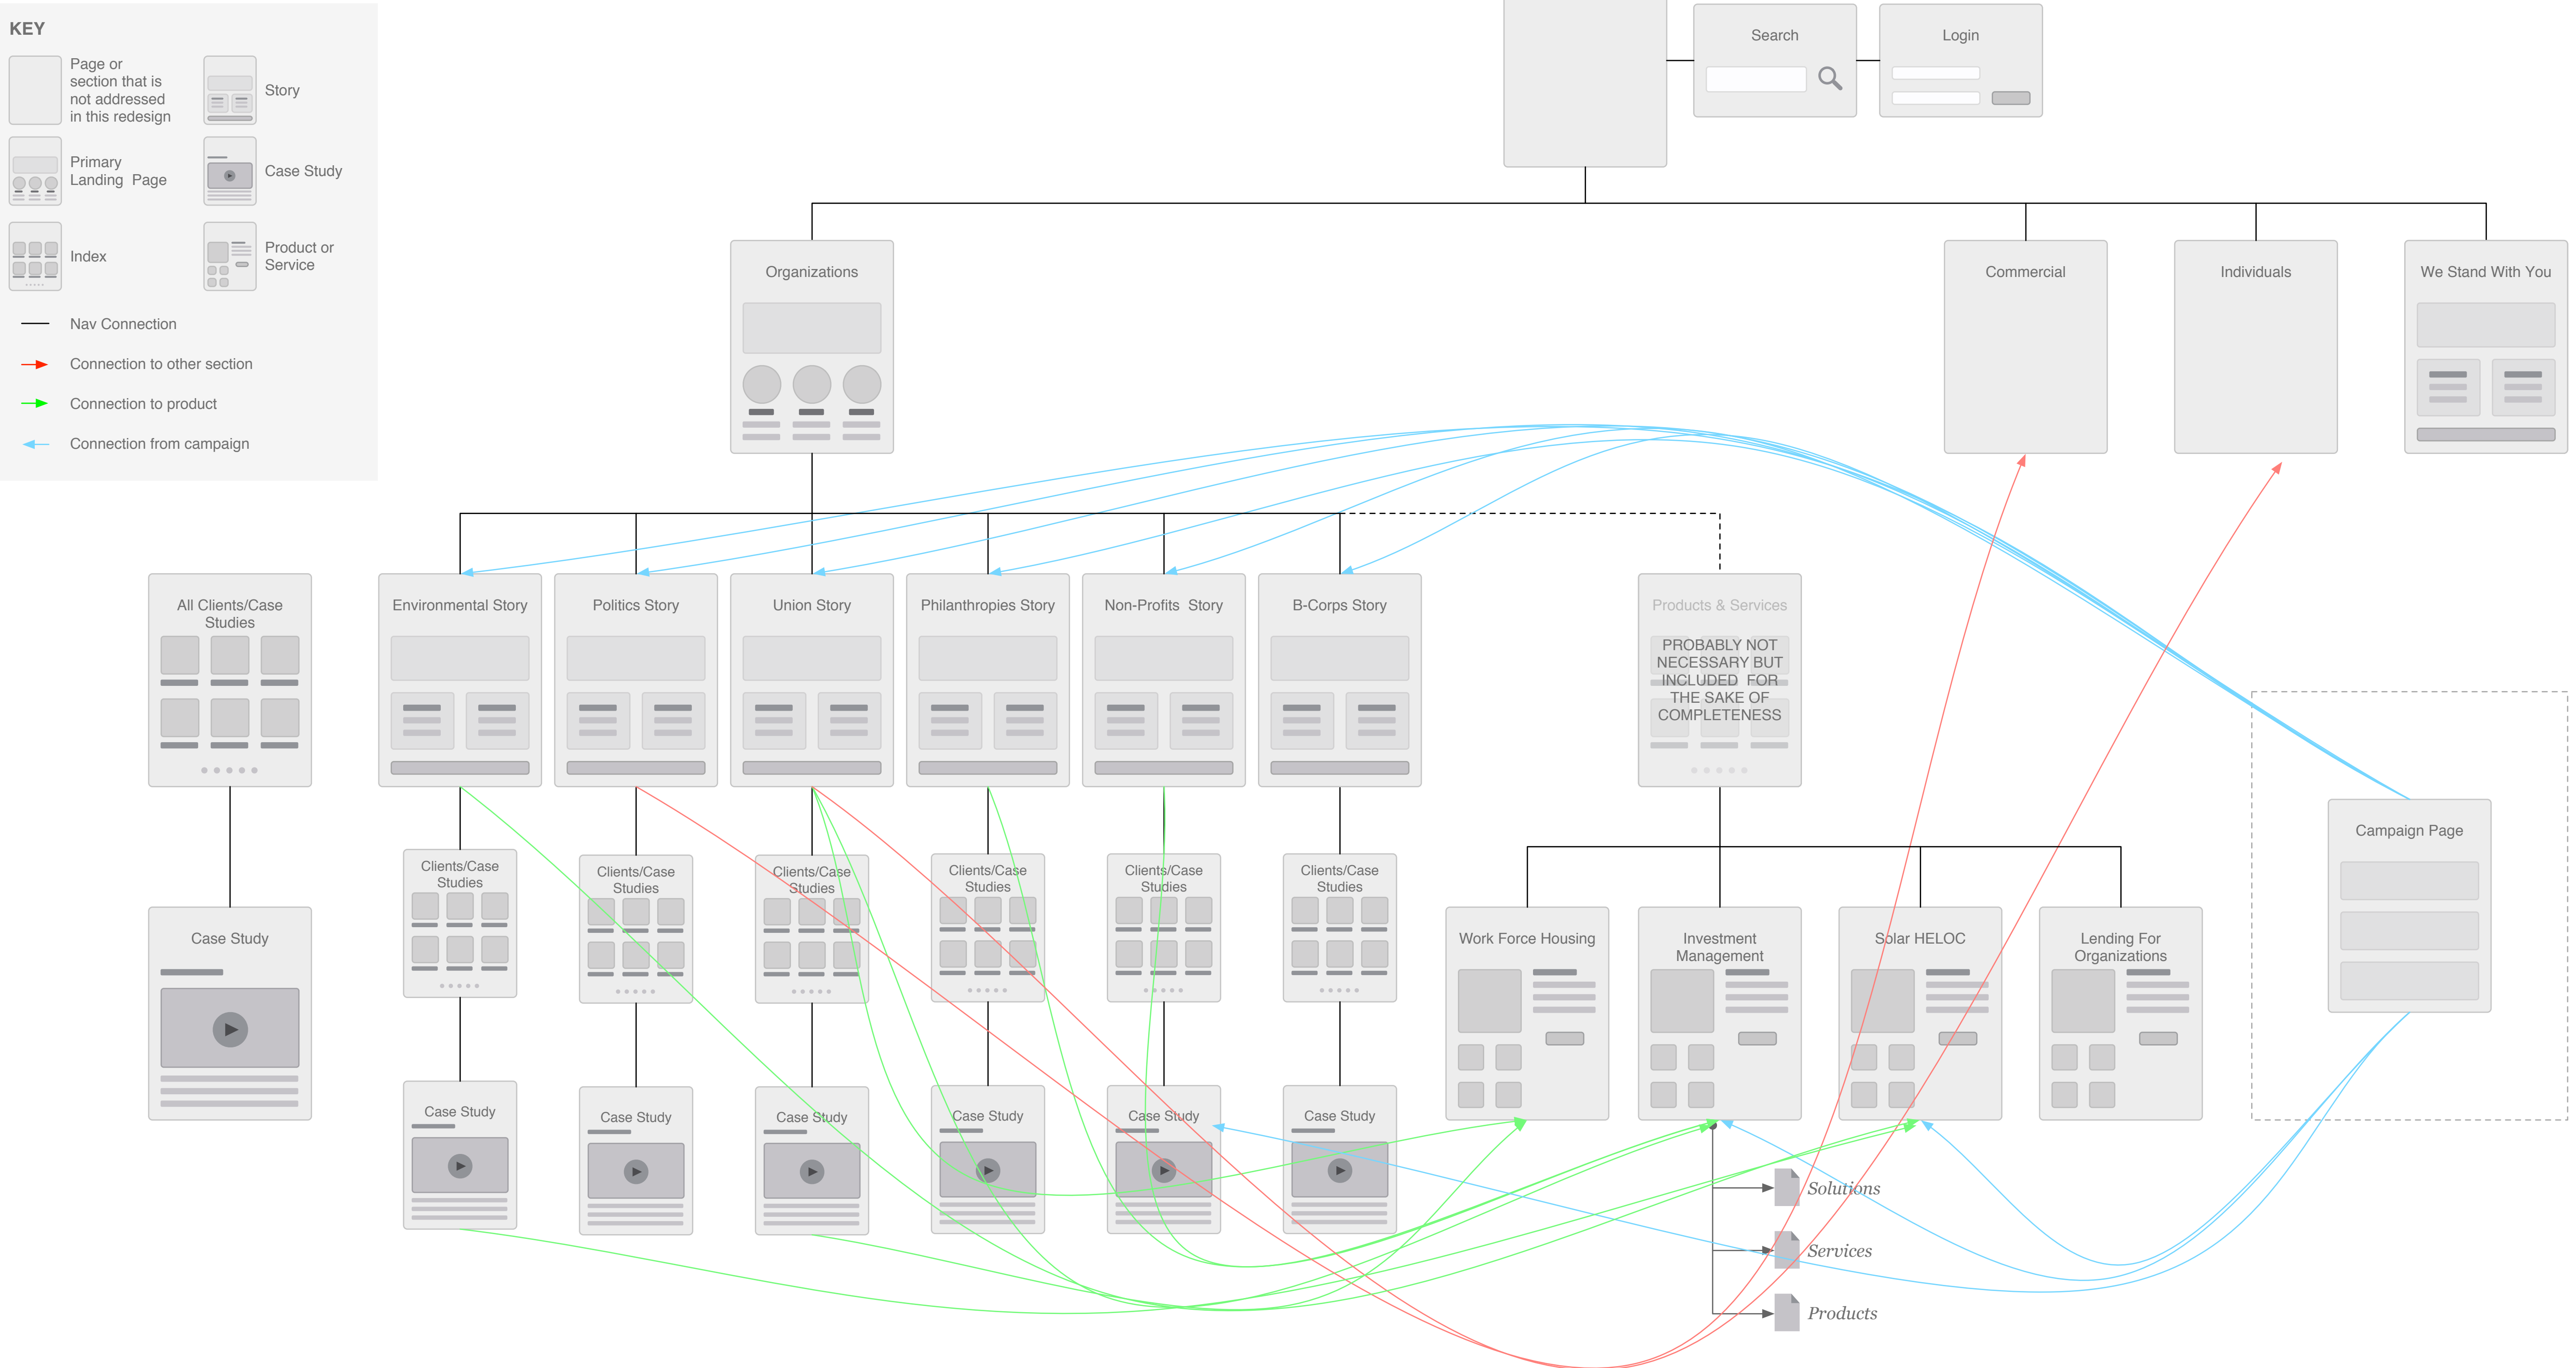 KEY
Page or
section that is
not addressed
in this redesign
Story
Primary
Landing Page
Case Study
Index
Product or
Service
Nav Connection
Connection to other section
Connection to product
Connection from campaign
Search
Login
Organizations
Commercial
Individuals
We Stand With You
All Clients/Case
Studies
Environmental Story
Politics Story
Union Story
Philanthropies Story
Non-Profits Story
B-Corps Story
Products & Services
PROBABLY NOT
NECESSARY BUT
INCLUDED FOR
THE SAKE OF
COMPLETENESS
Campaign Page
Clients/Case
Studies
Clients/Case
Studies
Clients/Case
Studies
Clients/Case
Studies
Clients/Case
Studies
Clients/Case
Studies
Case Study
Work Force Housing
Investment
Management
Solar HELOC
Lending For
Organizations
Case Study
Case Study
Case Study
Case Study
Case Study
Case Study
Solutions
Services
Products